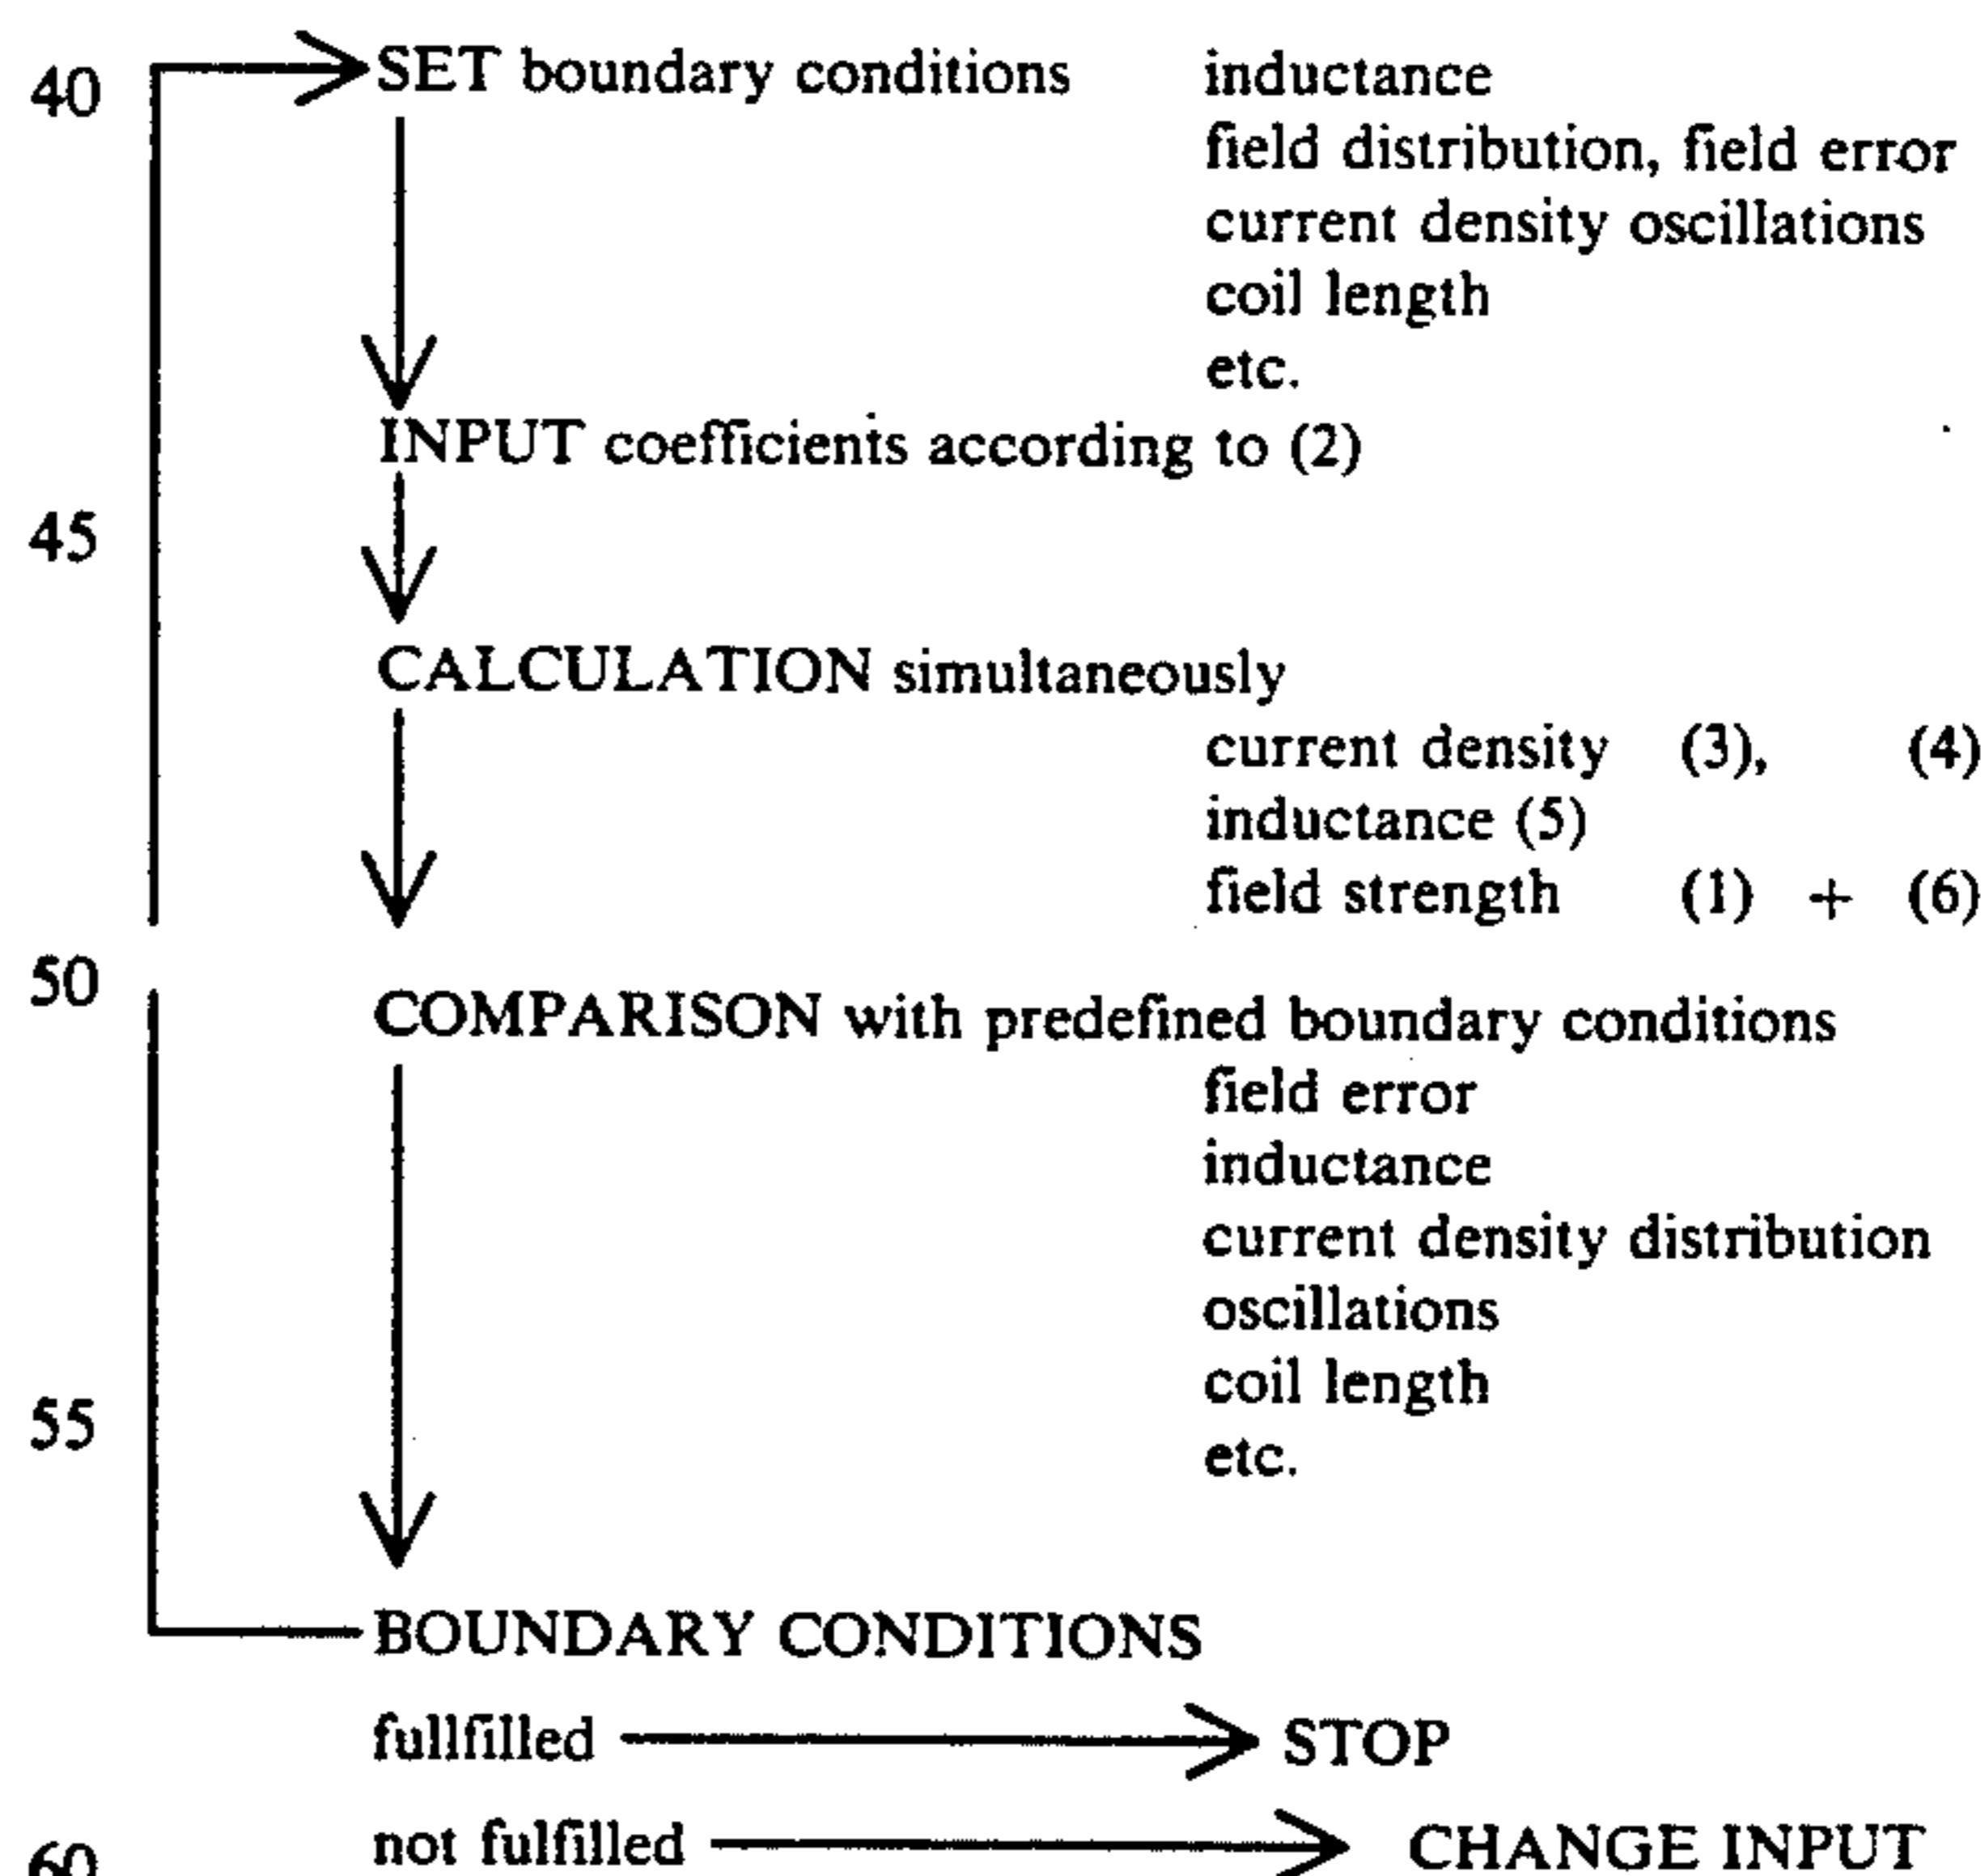 40 SET boundary conditions inductance
field distribution, field error
current density oscillations
coil length
etc.
INPUT coefficients according to (2)
45
CALCULATION simultaneously
current density (3), (4)
inductance (5)
field strength (1) + (6)
50
COMPARISON with predefined boundary conditions
field error
inductance
current density distribution
oscillations
coil length
55
etc.
BOUNDARY CONDITIONS
fullfilled STOP
60 not fulfilled CHANGE INPUT